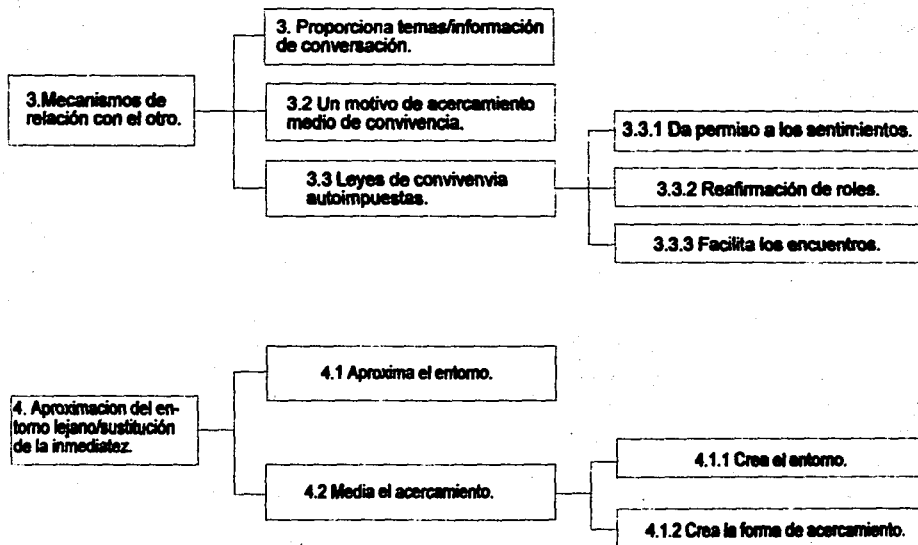 3. Proporciona temas/información
de conversación.
3.Mecanismos de
relación con el otro.
3.2 Un motivo de acercamiento
medio de convivencia.
3.3 Leyes de convivenvia
autoimpuestas.
3.3.1 Da permiso a los sentimientos.
3.3.2 Reafirmación de roles.
3.3.3 Facilita los encuentros.
4.1 Aproxima el entorno.
4. Aproximacion del en-
torno lejano/sustitución
de la inmediatez.
4.2 Media el acercamiento.
4.1.1 Crea el entorno.
4.1.2 Crea la forma de acercamiento.